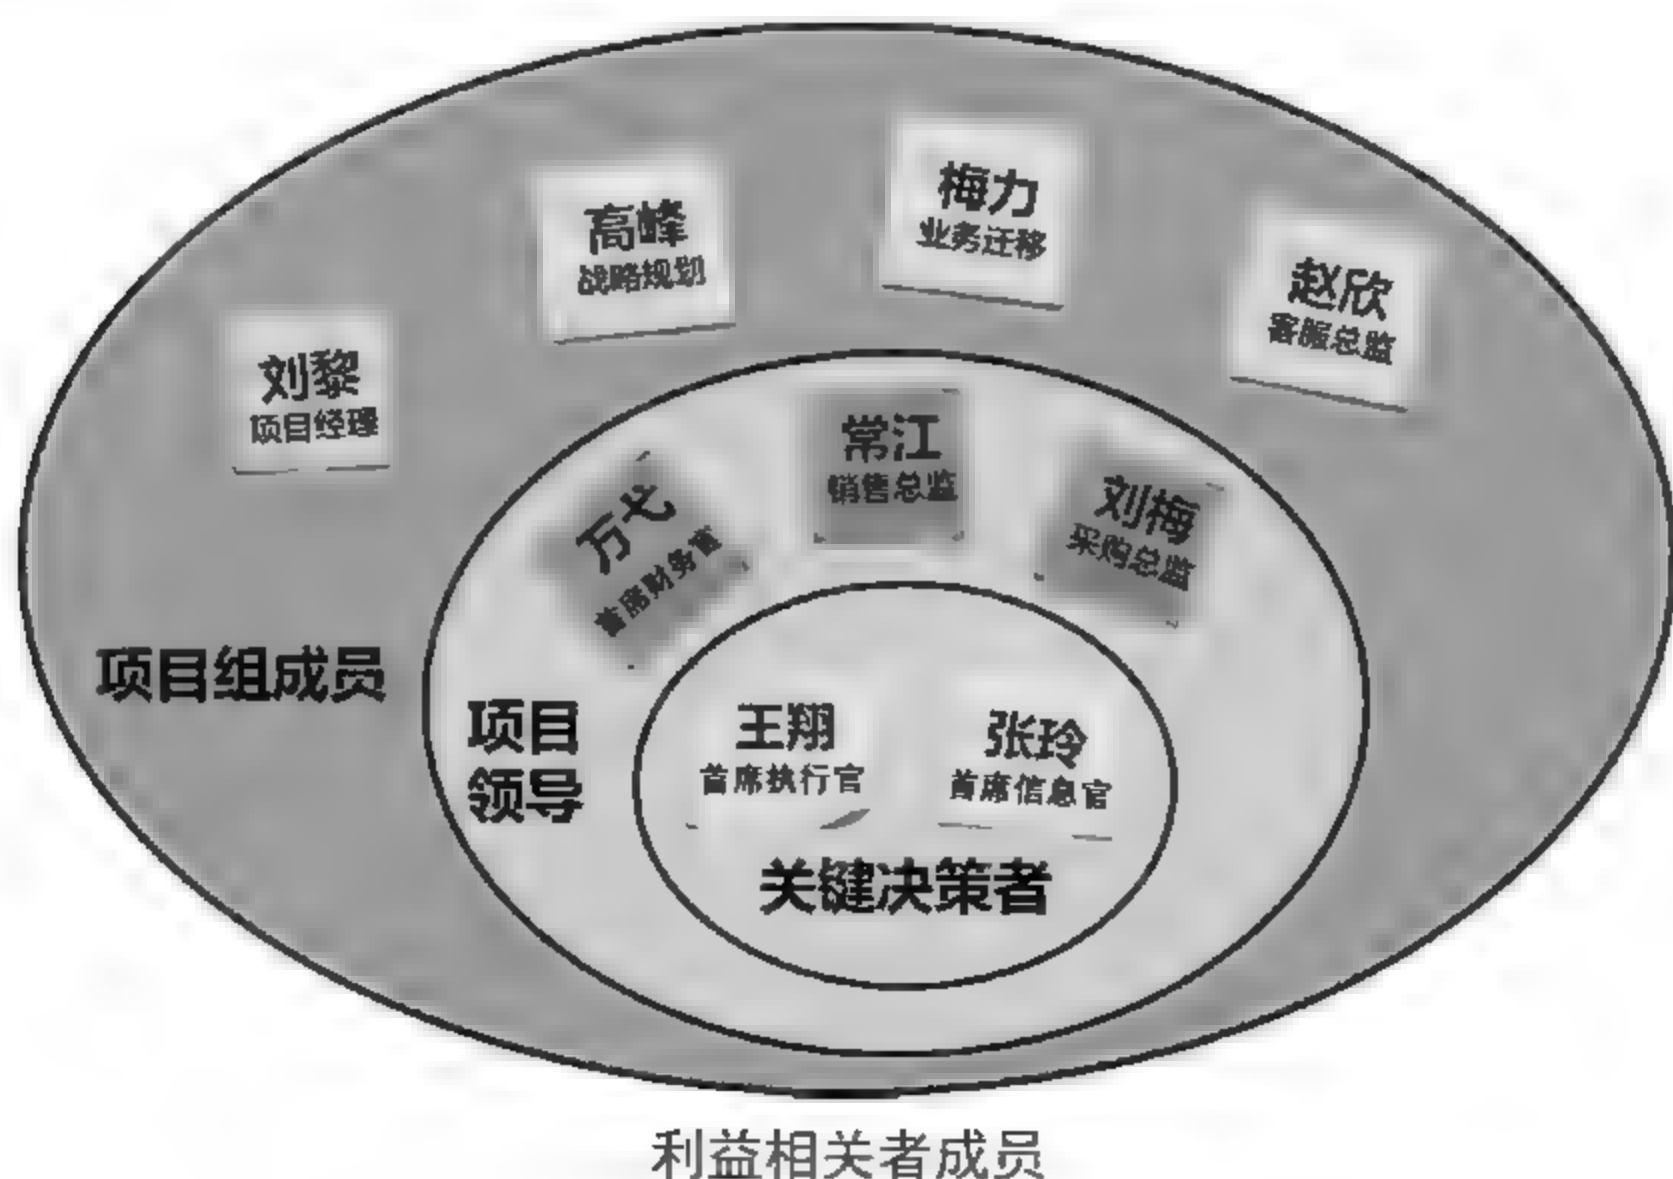 梅力
业务迁移
高峰
战略规划
赵欣
客服总监
刘黎
项目经理
常江
销售总监
万弋
首席财务官
刘梅
采购总监
项目组成员
项目
领导
王翔
首席执行官
张玲
首席信息官
关键决策者
利益相关者成员